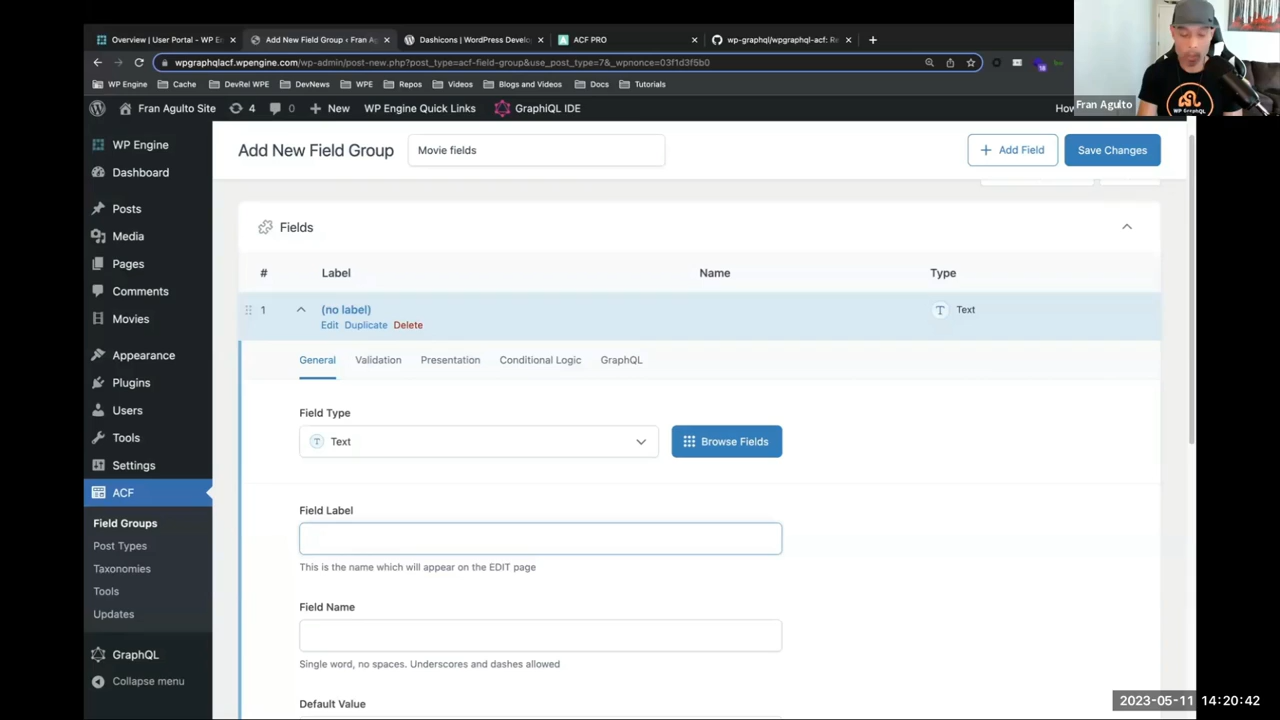 Overview | User Portal - WP E
Add New Field Group ‹ Fran Ag
Dashicons | WordPress Develo
ACF PRO
wp-graphql/wpgraphql-acf: Re
wpgraphqlacf.wpengine.com/wp-admin/post-new.php?post_type=acf-field-group&use_post_type=7&_wpnonce=03f1d3f5b0
WP Engine
Cache
DevRel WPE
DevNews
WPE
Repos
Videos
Blogs and Videos
Docs
Tutorials
Fran Agulto
Fran Agulto Site
4
0
New
WP Engine Quick Links
GraphiQL IDE
How
WP GraphQL
WP Engine
Dashboard
Posts
Media
Pages
Comments
Movies
Appearance
Plugins
Users
Tools
Settings
ACF
Field Groups
Post Types
Taxonomies
Tools
Updates
GraphQL
Collapse menu
Add New Field Group
Movie fields
Add Field
Save Changes
Fields
# Label Name Type
1 (no label) T Text
Edit Duplicate Delete
General Validation Presentation Conditional Logic GraphQL
Field Type
T Text
Browse Fields
Field Label
This is the name which will appear on the EDIT page
Field Name
Single word, no spaces. Underscores and dashes allowed
Default Value
2023-05-11 14:20:42